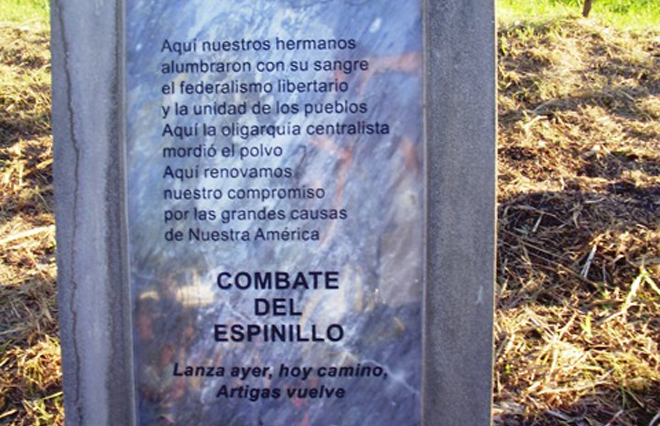 Aquí nuestros hermanos
alumbraron con su sangre
el federalismo libertario
y la unidad de los pueblos
Aquí la oligarquía centralista
mordió el polvo
Aquí renovamos
nuestro compromiso
por las grandes causas
de Nuestra América
COMBATE
DEL
ESPINILLO
Lanza ayer, hoy camino,
Artigas vuelve